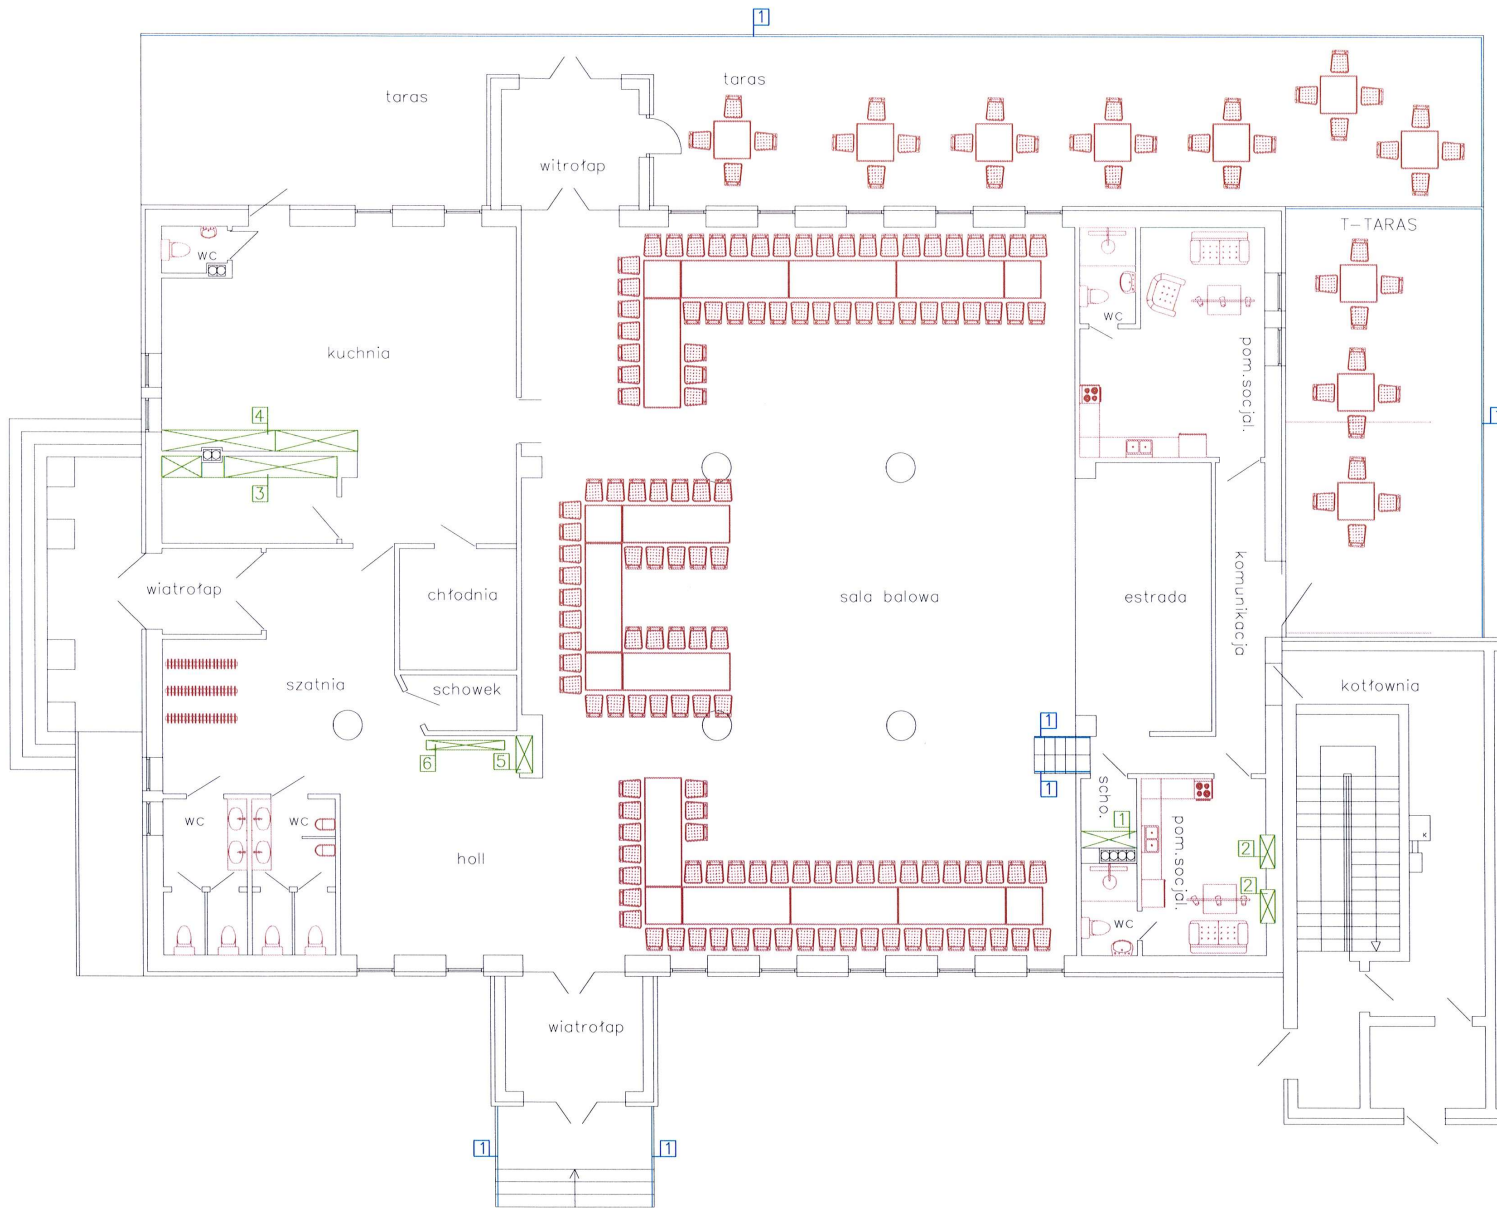 1
taras
taras
witrołap
T-TARAS
WC
WC
kuchnia
pom.socjal.
4
1
3
wiatrołap
chłodnia
sala balowa
estrada
komunikacja
szatnia
schowek
kotłownia
1
6
5
1
scho.
WC
WC
1
pom.socjal.
2
K
holl
2
WC
wiatrołap
1
1